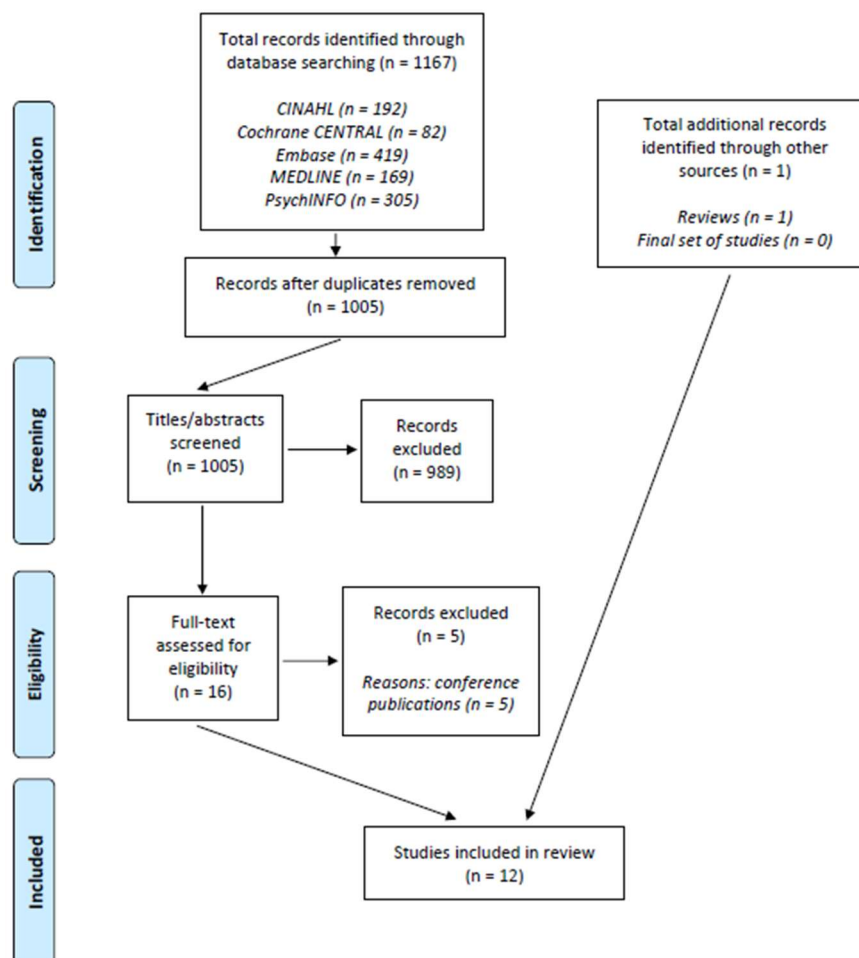 Identification
Total records identified through
database searching (n = 1167)
CINAHL (n = 192)
Cochrane CENTRAL (n = 82)
Embase (n = 419)
MEDLINE (n = 169)
PsychINFO (n = 305)
Total additional records
identified through other
sources (n = 1)
Reviews (n = 1)
Final set of studies (n = 0)
Records after duplicates removed
(n = 1005)
Screening
Titles/abstracts
screened
(n = 1005)
Records
excluded
(n = 989)
Eligibility
Full-text
assessed for
eligibility
(n = 16)
Records excluded
(n = 5)
Reasons: conference
publications (n = 5)
Included
Studies included in review
(n = 12)